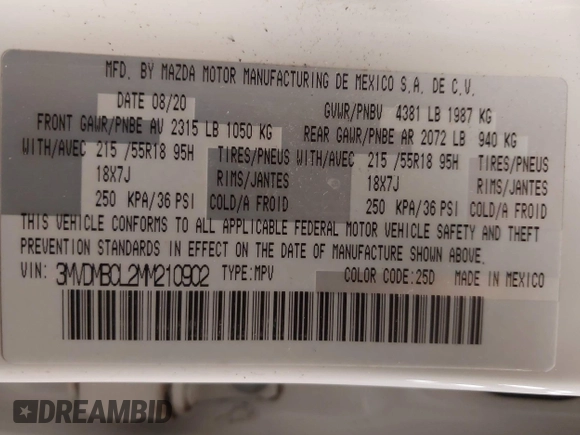 MFD. BY MAZDA MOTOR MANUFACTURING DE MEXICO S.A. DE C.V.
DATE 08/20 GVWR/PNBV 4381 LB 1987 KG
FRONT GAWR/PNBE AV 2315 LB 1050 KG REAR GAWR/PNBE AR 2072 LB 940 KG
WITH/AVEC 215 /55R18 95H TIRES/PNEUS WITH/AVEC 215 /55R18 95H TIRES/PNEUS
18X7J RIMS/JANTES 18X7J RIMS/JANTES
250 KPA/36 PSI COLD/A FROID 250 KPA/36 PSI COLD/A FROID
THIS VEHICLE CONFORMS TO ALL APPLICABLE FEDERAL MOTOR VEHICLE SAFETY AND THEFT
PREVENTION STANDARDS IN EFFECT ON THE DATE OF MANUFACTURE SHOWN ABOVE.
VIN: 3MVDMBCL2MM210902 TYPE:MPV COLOR CODE:25D MADE IN MEXICO
DREAMBID